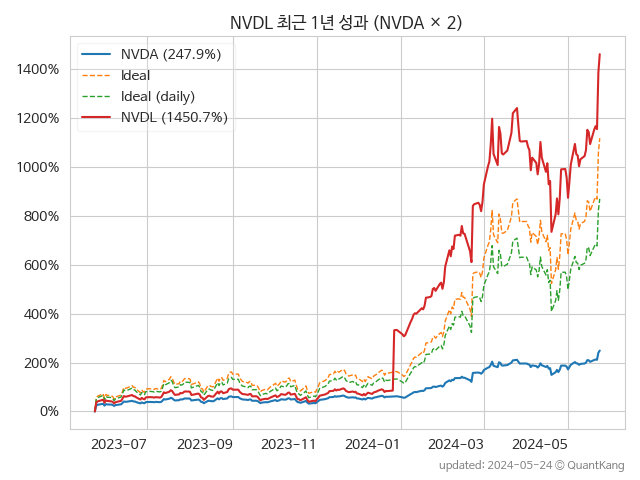 NVDL 최근 1년 성과 (NVDA × 2)
NVDA (247.9%)
Ideal
Ideal (daily)
NVDL (1450.7%)
1400%
1200%
1000%
800%
600%
400%
200%
0%
2023-07 2023-09 2023-11 2024-01 2024-03 2024-05
updated: 2024-05-24 © QuantKang